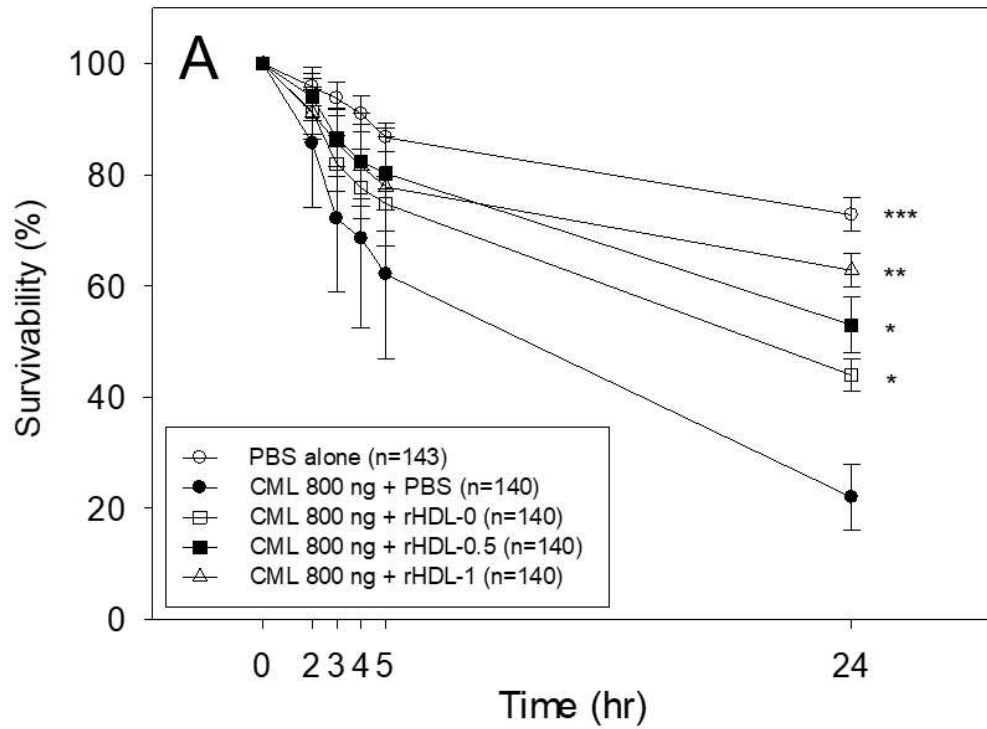 A
100
80
60
40
20
0
Survivability (%)
***
**
*
*
PBS alone (n=143)
CML 800 ng + PBS (n=140)
CML 800 ng + rHDL-0 (n=140)
CML 800 ng + rHDL-0.5 (n=140)
CML 800 ng + rHDL-1 (n=140)
0 2 3 4 5 24
Time (hr)